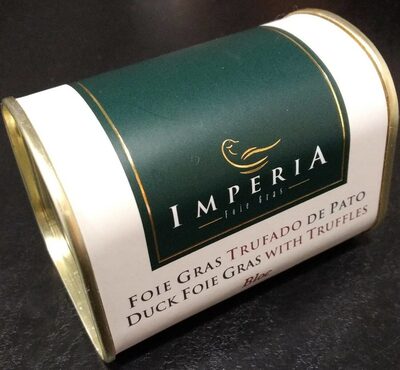 IMPERIA
Foie Gras
FOIE GRAS TRUFADO DE PATO
DUCK FOIE GRAS WITH TRUFFLES
Bloc